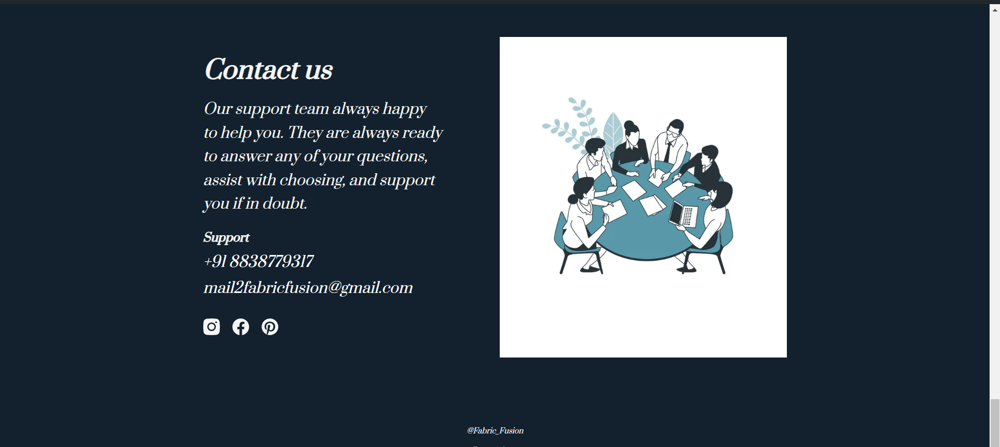 Contact us
Our support team always happy
to help you. They are always ready
to answer any of your questions,
assist with choosing, and support
you if in doubt.
Support
+91 8838779317
mail2fabricfusion@gmail.com
@Fabric_Fusion